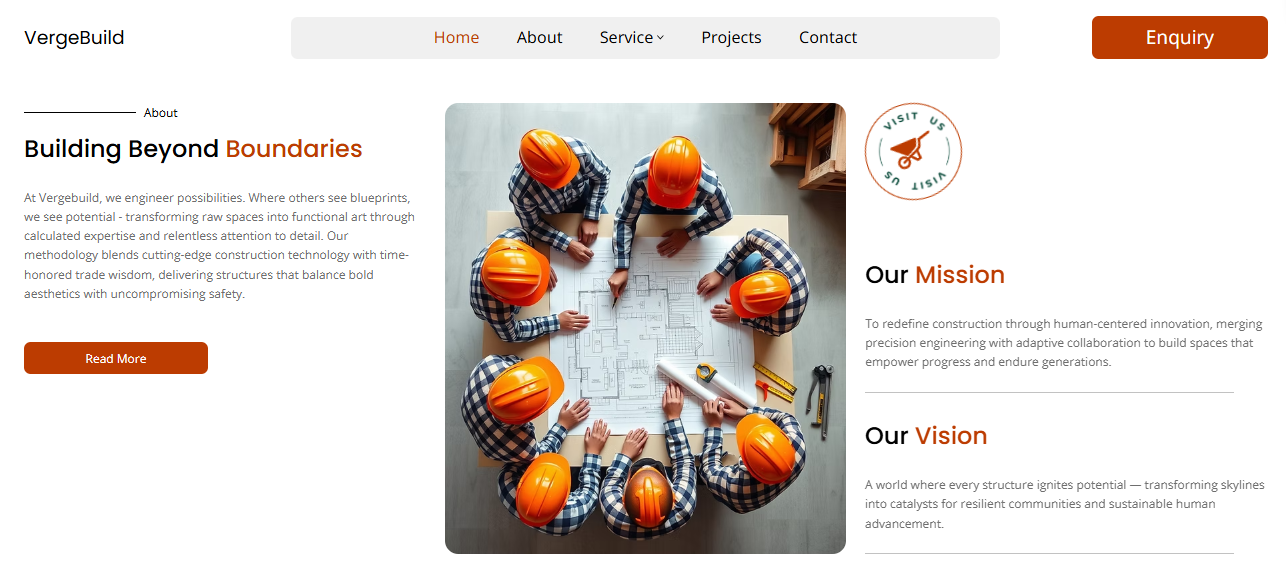 VergeBuild
Home About Service Projects Contact
Enquiry
About
Building Beyond Boundaries
At Vergebuild, we engineer possibilities. Where others see blueprints,
we see potential - transforming raw spaces into functional art through
calculated expertise and relentless attention to detail. Our
methodology blends cutting-edge construction technology with time-
honored trade wisdom, delivering structures that balance bold
aesthetics with uncompromising safety.
Read More
VISIT US
VISIT US
Our Mission
To redefine construction through human-centered innovation, merging
precision engineering with adaptive collaboration to build spaces that
empower progress and endure generations.
Our Vision
A world where every structure ignites potential — transforming skylines
into catalysts for resilient communities and sustainable human
advancement.